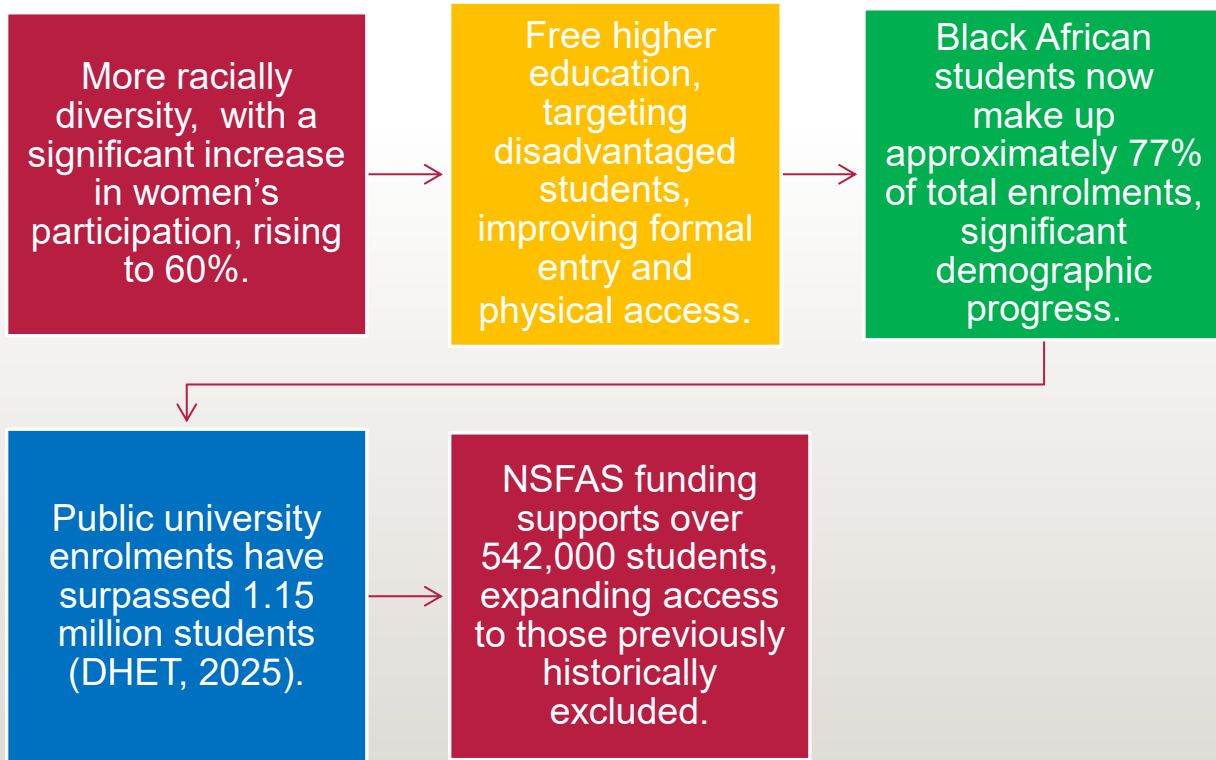 More racially
diversity,  with a
significant increase
in women’s
participation, rising
to 60%.
Free higher
education,
targeting
disadvantaged
students,
improving formal
entry and
physical access.
Black African
students now
make up
approximately 77%
of total enrolments,
significant
demographic
progress.
Public university
enrolments have
surpassed 1.15
million students
(DHET, 2025).
NSFAS funding
supports over
542,000 students,
expanding access
to those previously
historically
excluded.